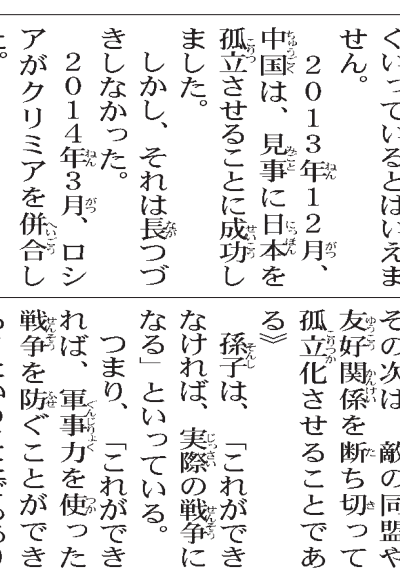 くいっているとはいえま
せん。
２０１３年１２月、
中国は、見事に日本を
孤立させることに成功し
ました。
しかし、それは長つづ
きしなかった。
２０１４年３月、ロシ
アがクリミアを併合し
た。
その次は　敵の同盟や
友好関係を断ち切って
孤立化させることであ
る》
孫子は、「これができ
なければ、実際の戦争に
なる」といっている。
つまり、「これができ
れば、軍事力を使った
戦争を防ぐことができ